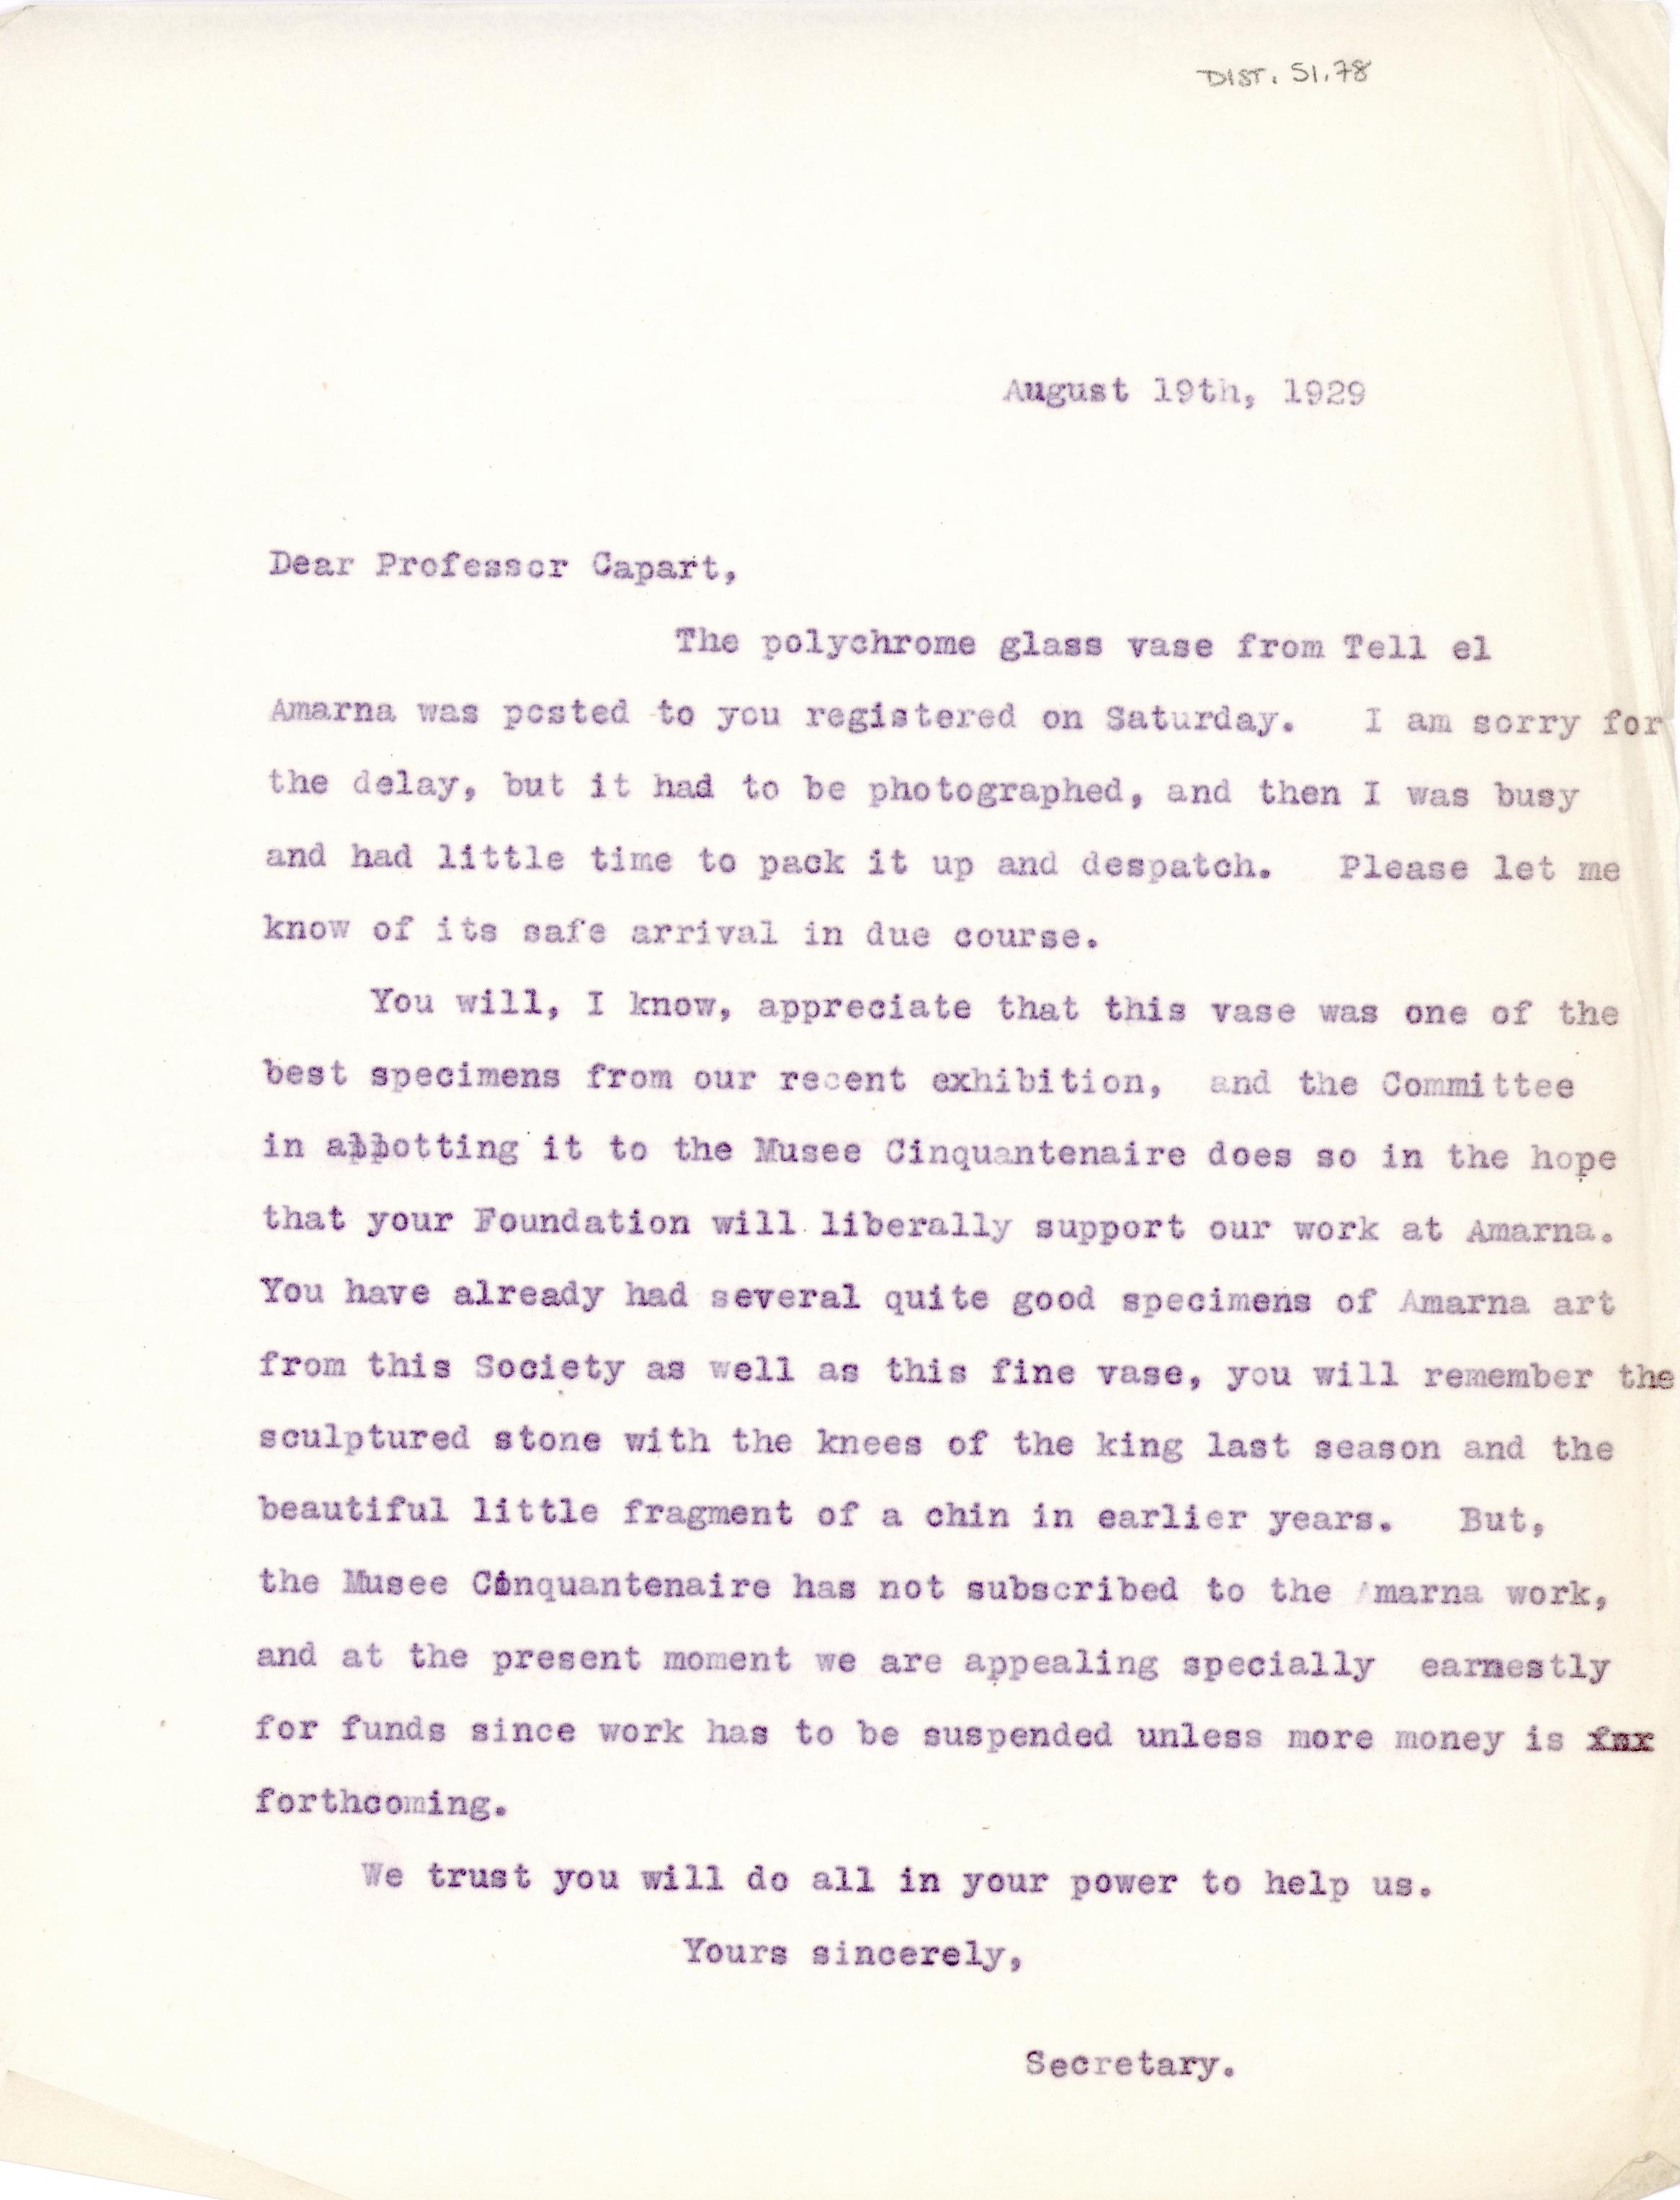 DIST. 51.78
August 19th, 1929
Dear Professor Capart,
The polychrome glass vase from Tell el
Amarna was posted to you registered on Saturday. I am sorry for
the delay, but it had to be photographed, and then I was busy
and had little time to pack it up and despatch. Please let me
know of its safe arrival in due course.
You will, I know, appreciate that this vase was one of the
best specimens from our recent exhibition, and the Committee
in allotting it to the Musee Cinquantenaire does so in the hope
that your Foundation will liberally support our work at Amarna.
You have already had several quite good specimens of Amarna art
from this Society as well as this fine vase, you will remember the
sculptured stone with the knees of the king last season and the
beautiful little fragment of a chin in earlier years. But,
the Musee Cinquantenaire has not subscribed to the Amarna work,
and at the present moment we are appealing specially earnestly
for funds since work has to be suspended unless more money is
forthcoming.
We trust you will do all in your power to help us.
Yours sincerely,
Secretary.